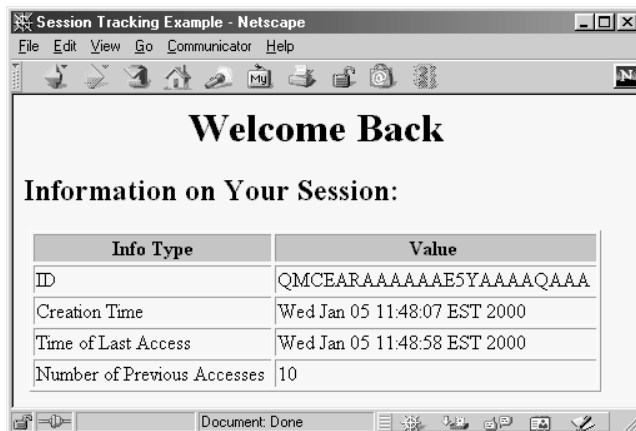 Session Tracking Example - Netscape
File Edit View Go Communicator Help
My
N
Welcome Back
Information on Your Session:
Info Type Value
ID QMCEARAAAAAAE5YAAAAQAAA
Creation Time Wed Jan 05 11:48:07 EST 2000
Time of Last Access Wed Jan 05 11:48:58 EST 2000
Number of Previous Accesses 10
Document: Done